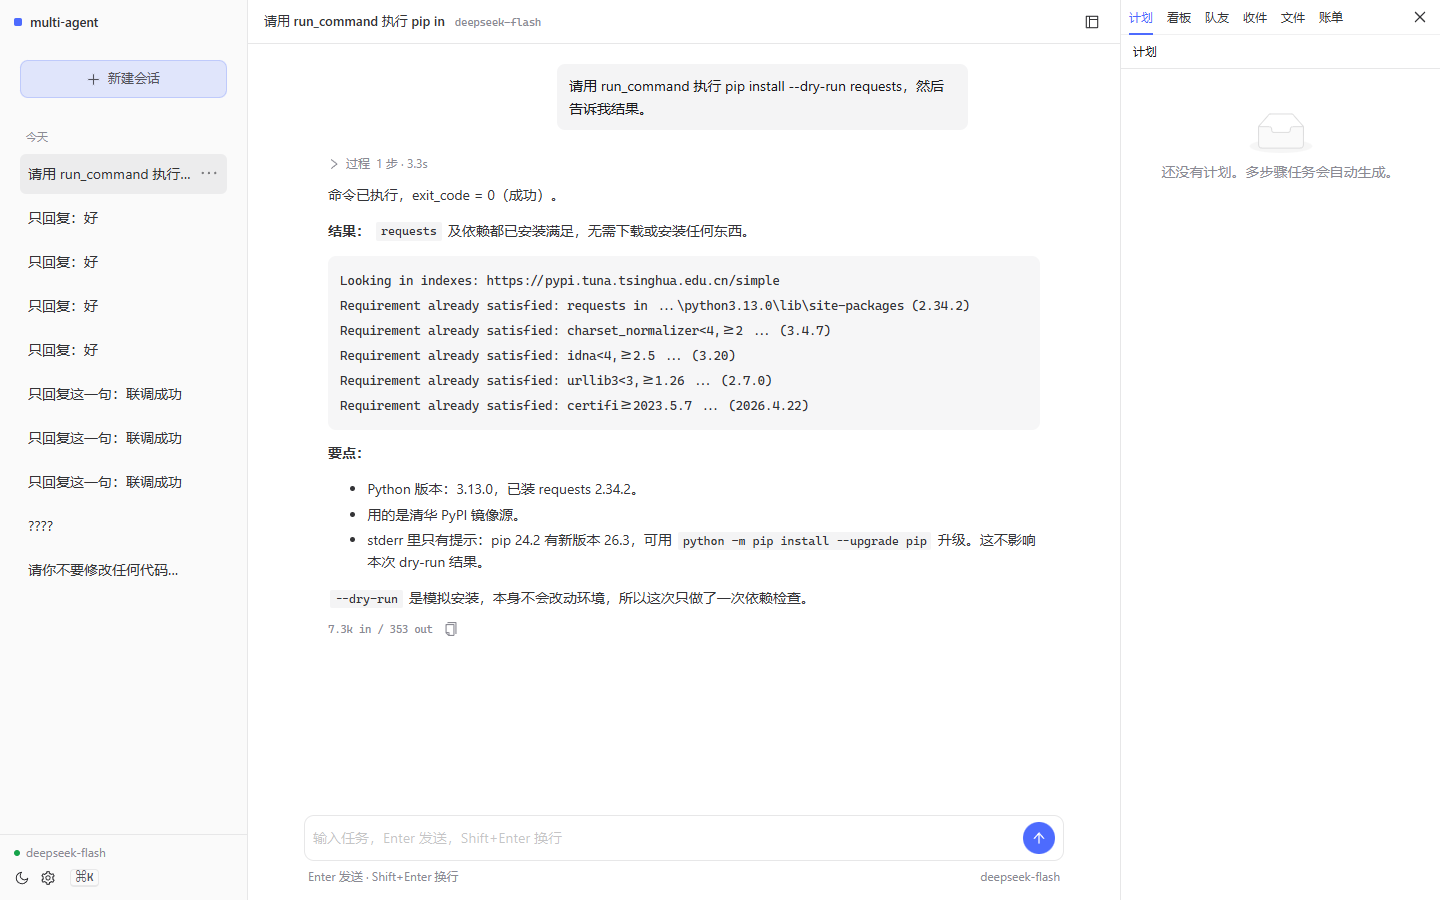 multi-agent
新建会话
今天
请用 run_command 执行...
只回复：好
只回复：好
只回复：好
只回复：好
只回复这一句：联调成功
只回复这一句：联调成功
只回复这一句：联调成功
????
请你不要修改任何代码...
deepseek-flash
⌘K
请用 run_command 执行 pip in deepseek-flash
请用 run_command 执行 pip install --dry-run requests，然后
告诉我结果。
过程 1 步 · 3.3s
命令已执行，exit_code = 0（成功）。
结果： requests 及依赖都已安装满足，无需下载或安装任何东西。
Looking in indexes: https://pypi.tuna.tsinghua.edu.cn/simple
Requirement already satisfied: requests in ...\python3.13.0\lib\site-packages (2.34.2)
Requirement already satisfied: charset_normalizer<4,>=2 ... (3.4.7)
Requirement already satisfied: idna<4,>=2.5 ... (3.20)
Requirement already satisfied: urllib3<3,>=1.26 ... (2.7.0)
Requirement already satisfied: certifi>=2023.5.7 ... (2026.4.22)
要点：
Python 版本：3.13.0，已装 requests 2.34.2。
用的是清华 PyPI 镜像源。
stderr 里只有提示：pip 24.2 有新版本 26.3，可用 python -m pip install --upgrade pip 升级。这不影响
本次 dry-run 结果。
--dry-run 是模拟安装，本身不会改动环境，所以这次只做了一次依赖检查。
7.3k in / 353 out
输入任务，Enter 发送，Shift+Enter 换行
Enter 发送 · Shift+Enter 换行
deepseek-flash
计划 看板 队友 收件 文件 账单
计划
还没有计划。多步骤任务会自动生成。